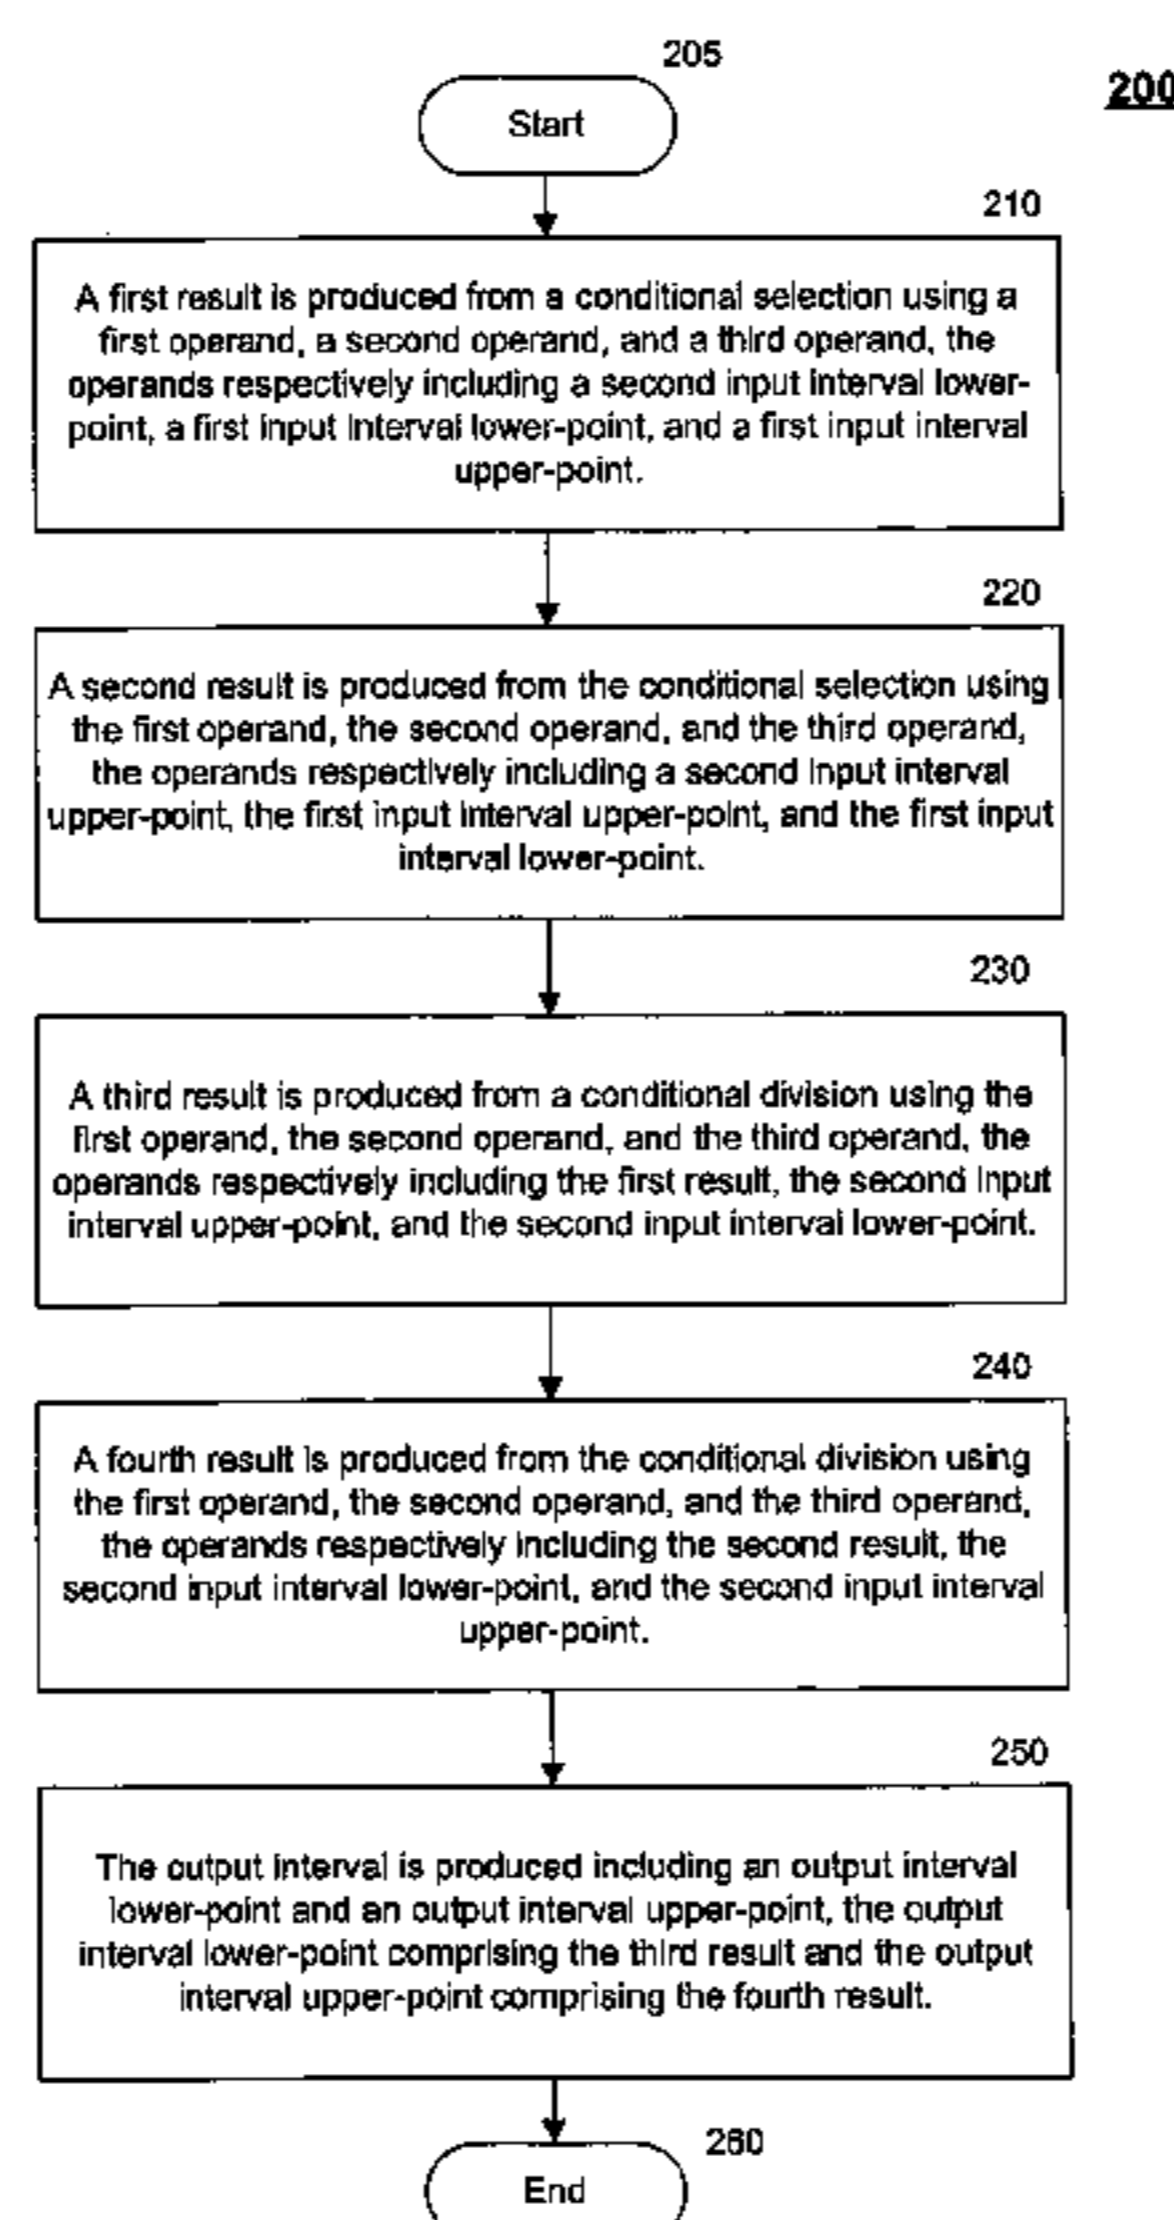 205
200
Start
210
A first result is produced from a conditional selection using a
first operand, a second operand, and a third operand, the
operands respectively including a second input interval lower-
point, a first input interval lower-point, and a first input interval
upper-point.
220
A second result is produced from the conditional selection using
the first operand, the second operand, and the third operand,
the operands respectively including a second input interval
upper-point, the first input interval upper-point, and the first input
interval lower-point.
230
A third result is produced from a conditional division using the
first operand, the second operand, and the third operand, the
operands respectively including the first result, the second input
interval upper-point, and the second input interval lower-point.
240
A fourth result is produced from the conditional division using
the first operand, the second operand, and the third operand,
the operands respectively including the second result, the
second input interval lower-point, and the second input interval
upper-point.
250
The output interval is produced including an output interval
lower-point and an output interval upper-point, the output
interval lower-point comprising the third result and the output
interval upper-point comprising the fourth result.
260
End